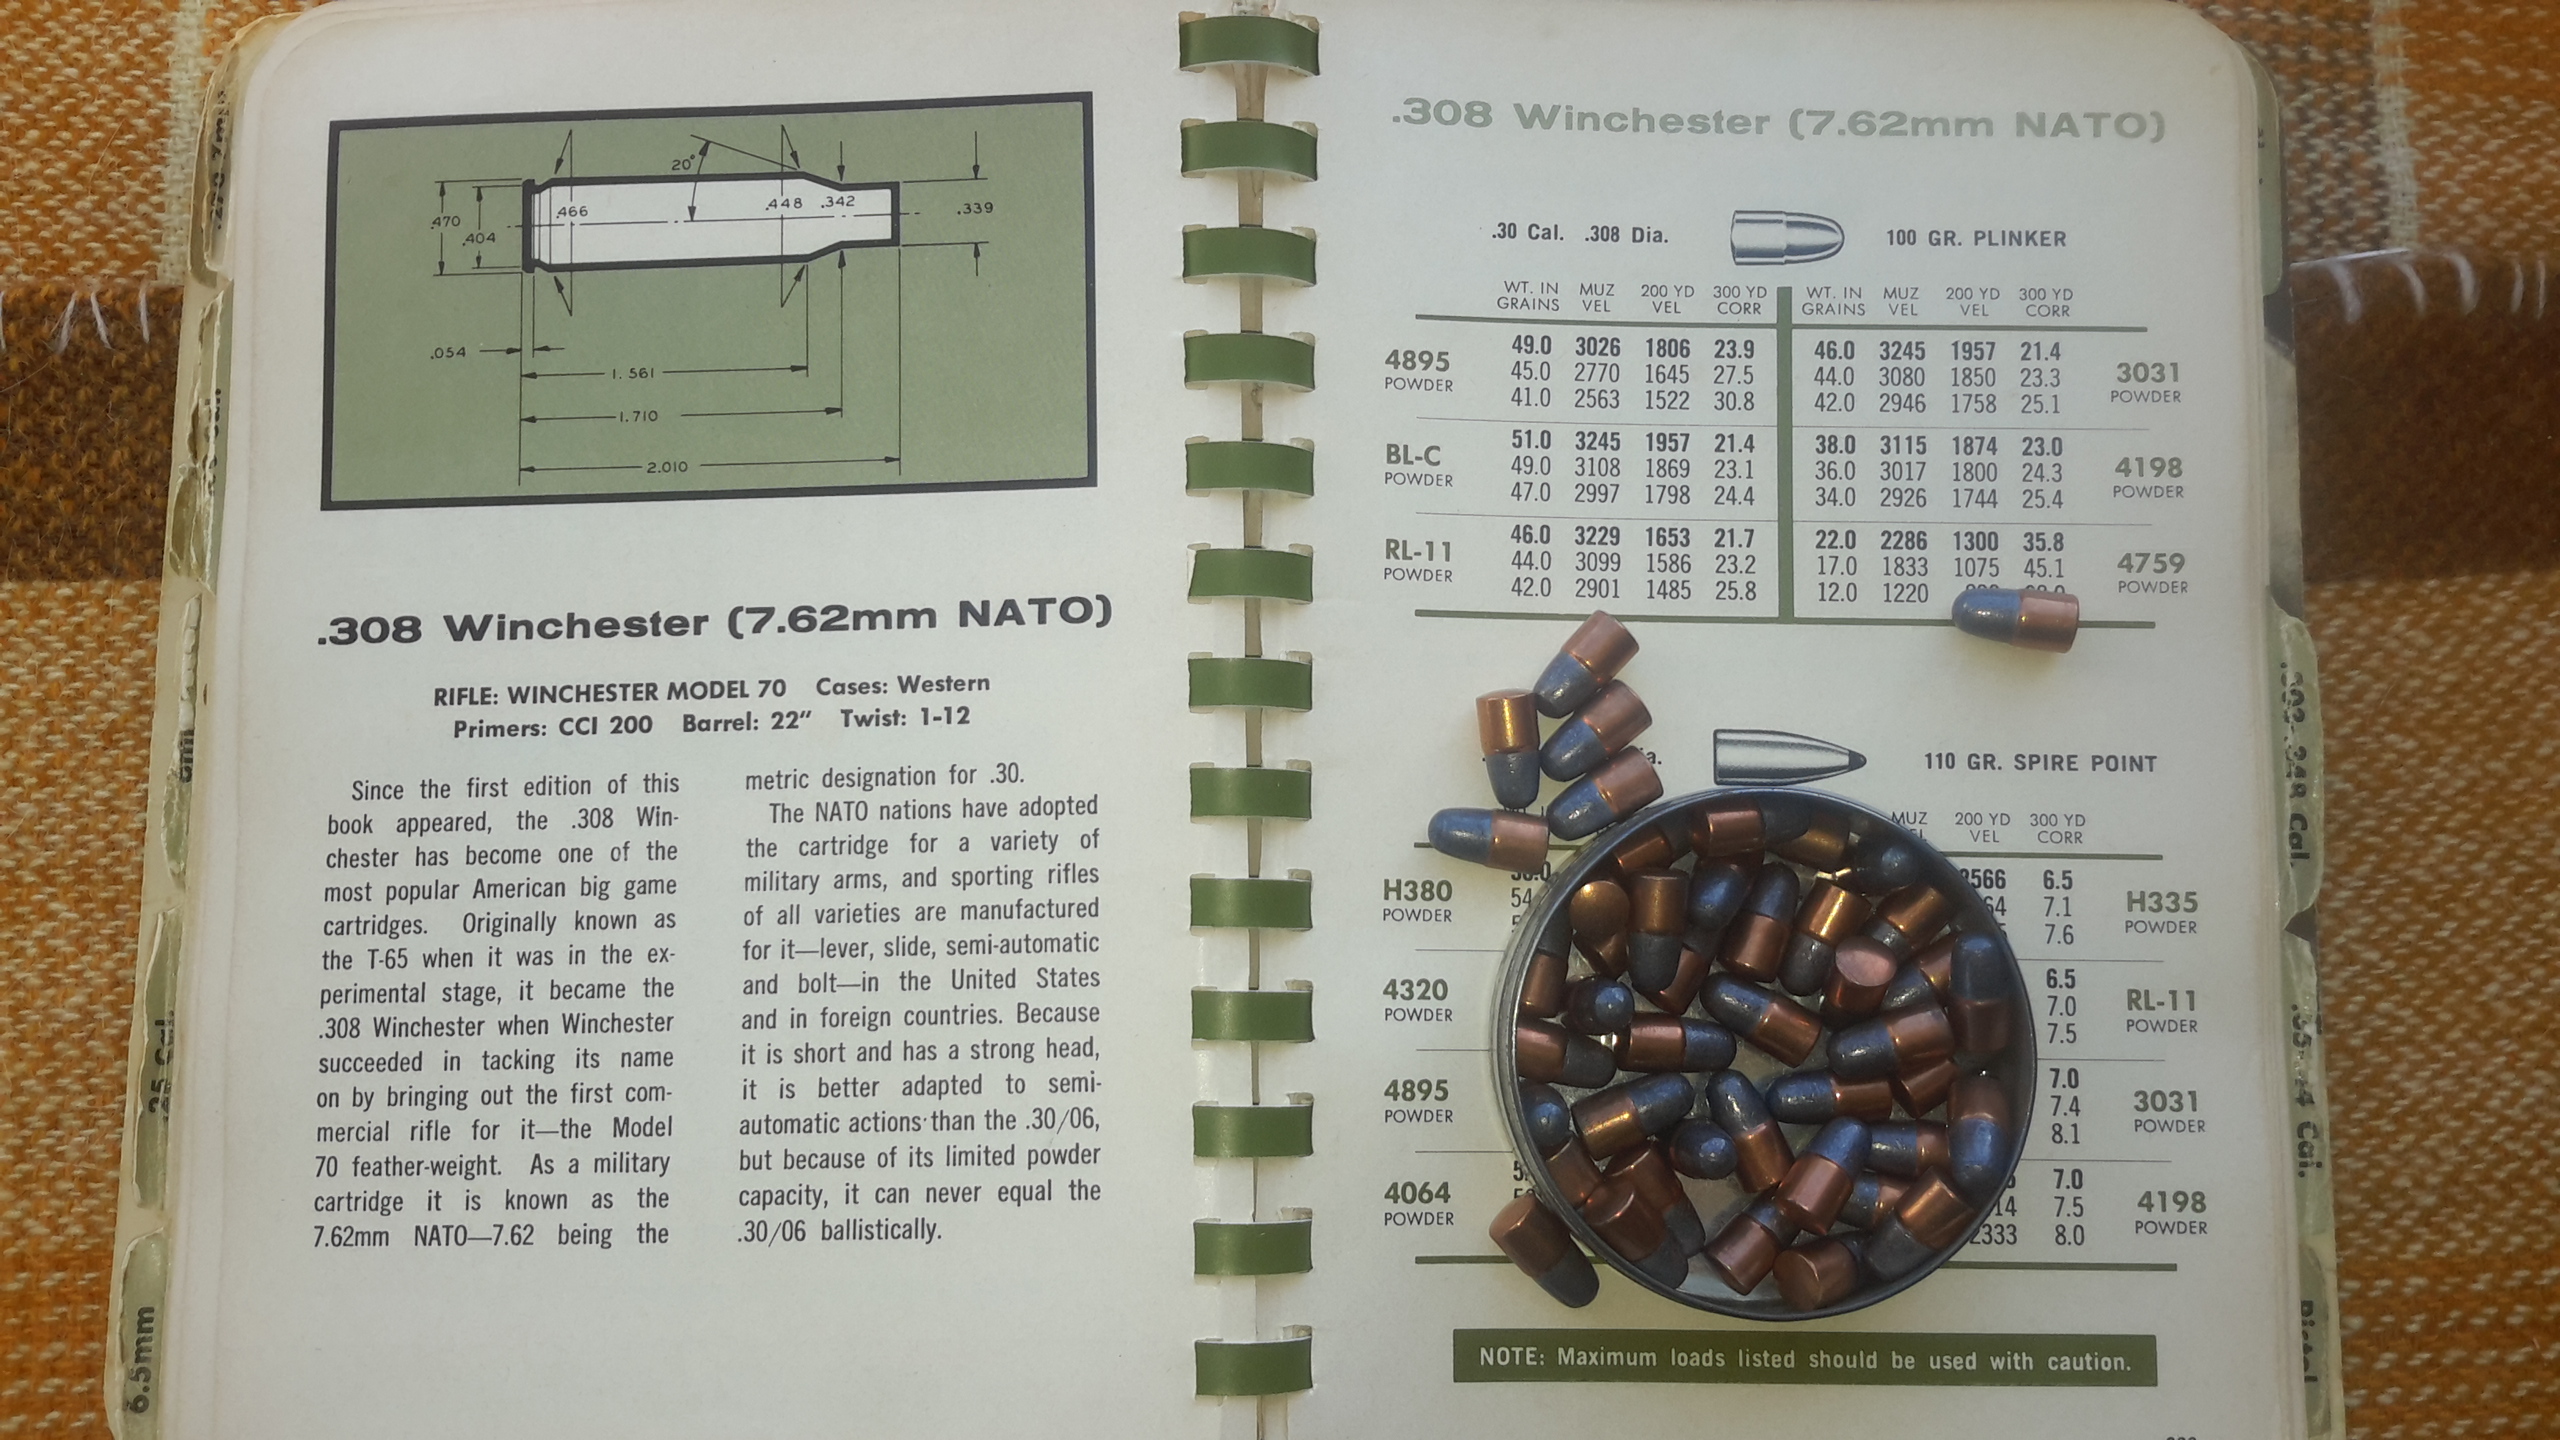 .470
.404
.466
20°
.448
.342
.339
.054
1.561
1.710
2.010
.308 Winchester (7.62mm NATO)
RIFLE: WINCHESTER MODEL 70 Cases: Western
Primers: CCI 200 Barrel: 22" Twist: 1-12
Since the first edition of this
book appeared, the .308 Win-
chester has become one of the
most popular American big game
cartridges. Originally known as
the T-65 when it was in the ex-
perimental stage, it became the
.308 Winchester when Winchester
succeeded in tacking its name
on by bringing out the first com-
mercial rifle for it—the Model
70 feather-weight. As a military
cartridge it is known as the
7.62mm NATO—7.62 being the
metric designation for .30.
The NATO nations have adopted
the cartridge for a variety of
military arms, and sporting rifles
of all varieties are manufactured
for it—lever, slide, semi-automatic
and bolt—in the United States
and in foreign countries. Because
it is short and has a strong head,
it is better adapted to semi-
automatic actions than the .30/06,
but because of its limited powder
capacity, it can never equal the
.30/06 ballistically.
6.5mm
.308 Winchester (7.62mm NATO)
.30 Cal. .308 Dia. 100 GR. PLINKER
WT. IN MUZ 200 YD 300 YD WT. IN MUZ 200 YD 300 YD
GRAINS VEL VEL CORR GRAINS VEL VEL CORR
4895 POWDER
49.0 3026 1806 23.9
45.0 2770 1645 27.5
41.0 2563 1522 30.8
46.0 3245 1957 21.4
44.0 3080 1850 23.3
42.0 2946 1758 25.1
3031 POWDER
BL-C POWDER
51.0 3245 1957 21.4
49.0 3108 1869 23.1
47.0 2997 1798 24.4
38.0 3115 1874 23.0
36.0 3017 1800 24.3
34.0 2926 1744 25.4
4198 POWDER
RL-11 POWDER
46.0 3229 1653 21.7
44.0 3099 1586 23.2
42.0 2901 1485 25.8
22.0 2286 1300 35.8
17.0 1833 1075 45.1
12.0 1220
4759 POWDER
110 GR. SPIRE POINT
MUZ 200 YD 300 YD
VEL CORR
H380 POWDER
6.5
7.1
7.6
H335 POWDER
4320 POWDER
6.5
7.0
7.5
RL-11 POWDER
4895 POWDER
7.0
7.4
8.1
3031 POWDER
4064 POWDER
7.0
7.5
2333 8.0
4198 POWDER
NOTE: Maximum loads listed should be used with caution.